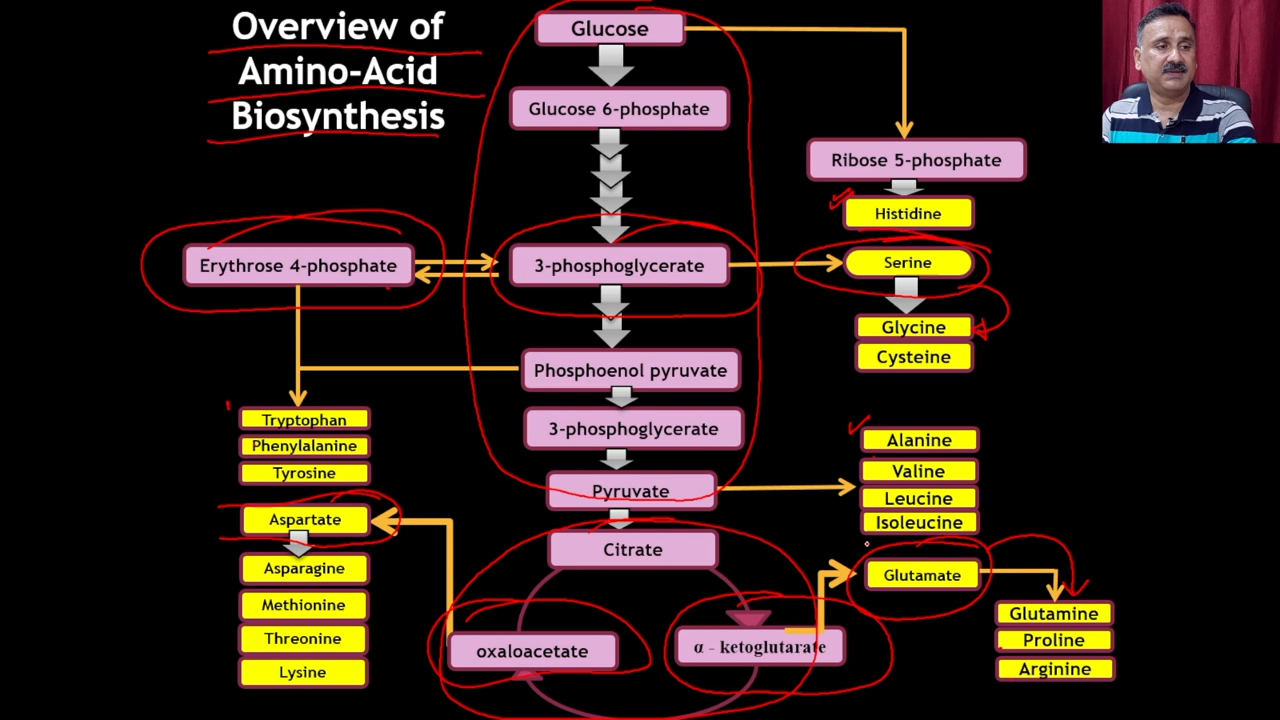 Overview of
Amino-Acid
Biosynthesis
Glucose
Glucose 6-phosphate
Ribose 5-phosphate
Histidine
Erythrose 4-phosphate
3-phosphoglycerate
Serine
Glycine
Cysteine
Phosphoenol pyruvate
Tryptophan
Phenylalanine
Tyrosine
3-phosphoglycerate
Alanine
Valine
Leucine
Isoleucine
Pyruvate
Aspartate
Asparagine
Methionine
Threonine
Lysine
Citrate
Glutamate
oxaloacetate
α - ketoglutarate
Glutamine
Proline
Arginine